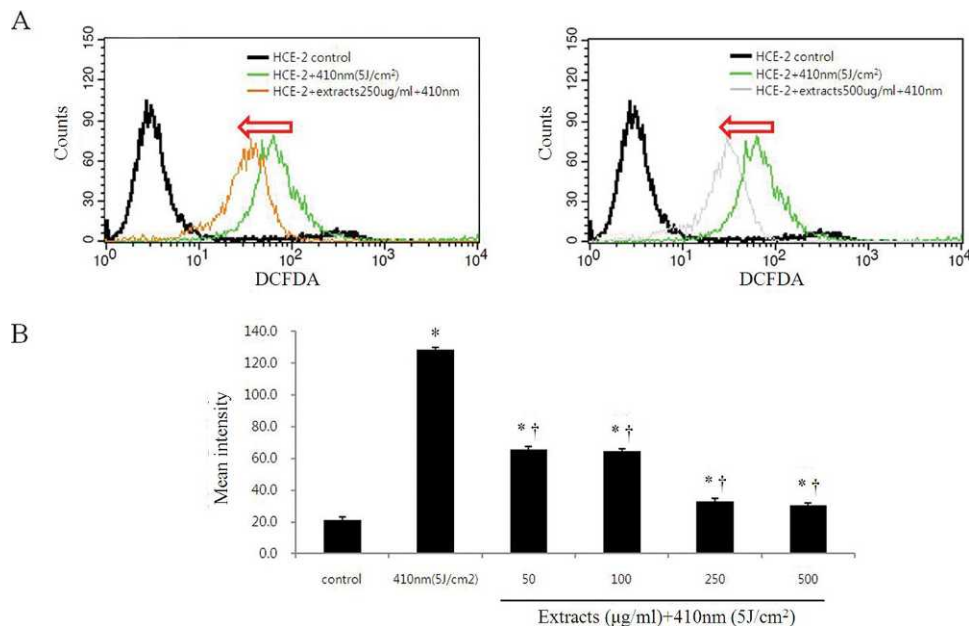 A
150
120
90
60
30
0
Counts
HCE-2 control
HCE-2+410nm(5J/cm²)
HCE-2+extracts250ug/ml+410nm
10⁰ 10¹ 10² 10³ 10⁴
DCFDA
150
120
90
60
30
0
Counts
HCE-2 control
HCE-2+410nm(5J/cm²)
HCE-2+extracts500ug/ml+410nm
10⁰ 10¹ 10² 10³ 10⁴
DCFDA
B
140.0
120.0
100.0
80.0
60.0
40.0
20.0
0.0
Mean intensity
*
* †
* †
* †
* †
control 410nm(5J/cm2) 50 100 250 500
Extracts (µg/ml)+410nm (5J/cm²)